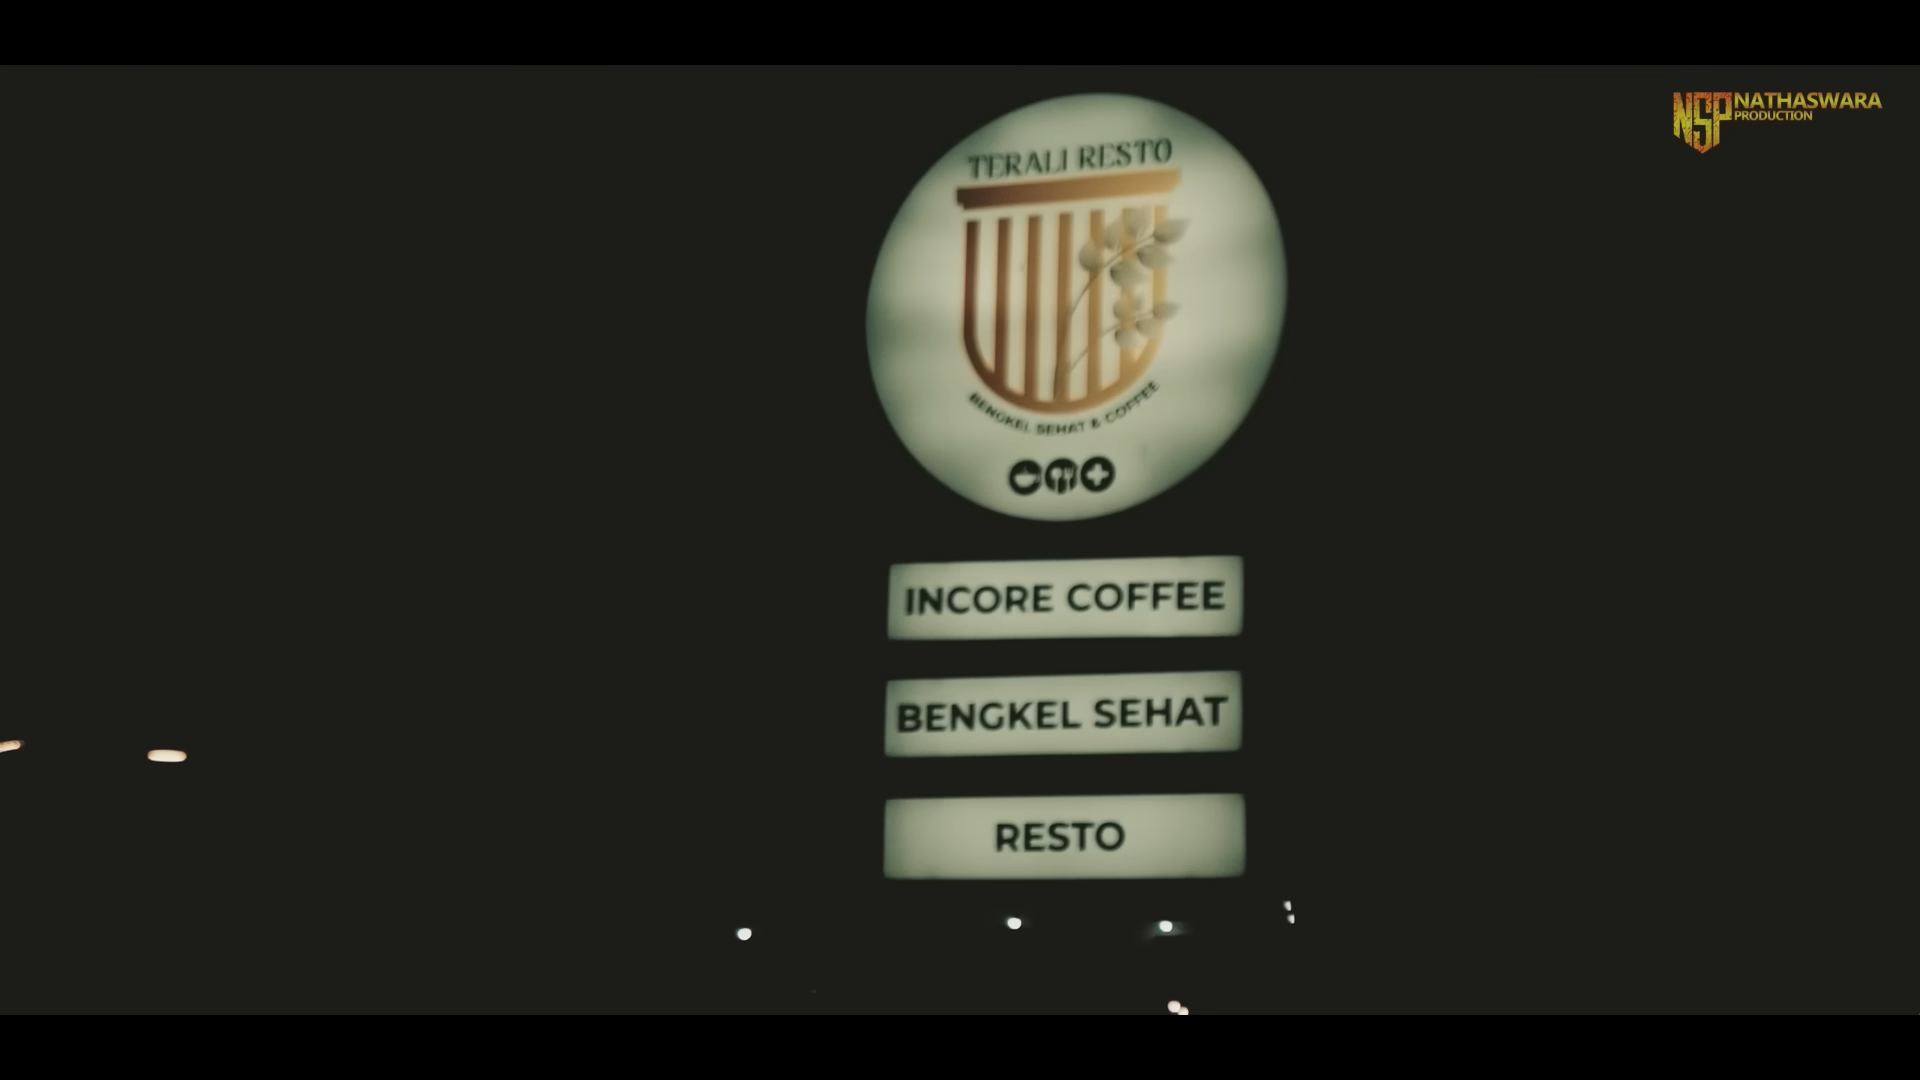 NSP NATHASWARA
PRODUCTION
TERALI RESTO
BENGKEL SEHAT & COFFEE
INCORE COFFEE
BENGKEL SEHAT
RESTO